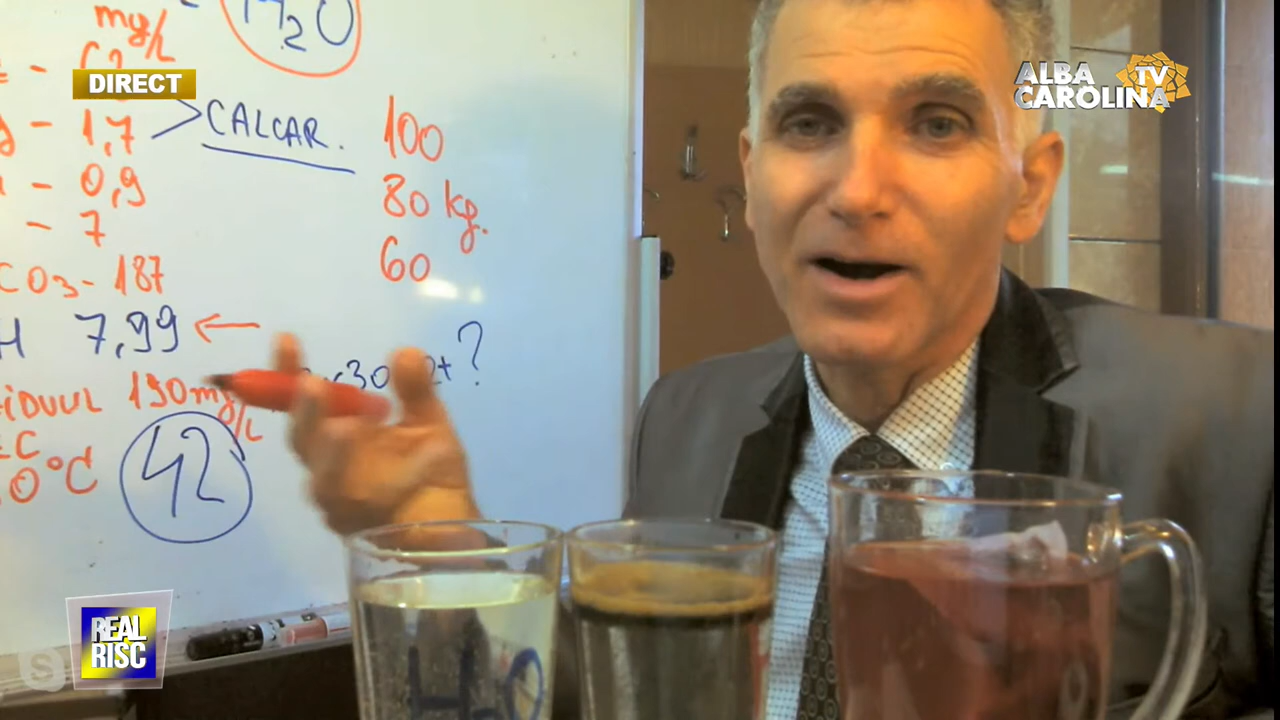 H2O
mg/L
DIRECT
- 1,7
CALCAR.
- 0,9
- 7
CO3 - 187
H 7,99 ←
190 mg/L
°C
42
100
80 kg.
60
?
ALBA
CAROLINA
TV
REAL
RISC
H2O